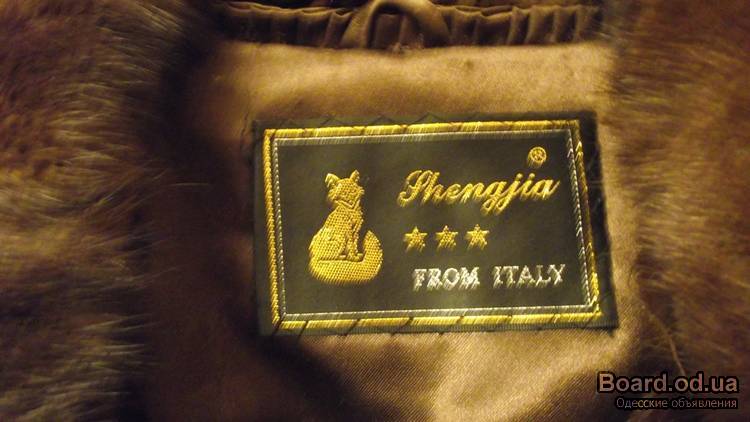 ®
Shengjia
FROM ITALY
Board.od.ua
Одесские объявления